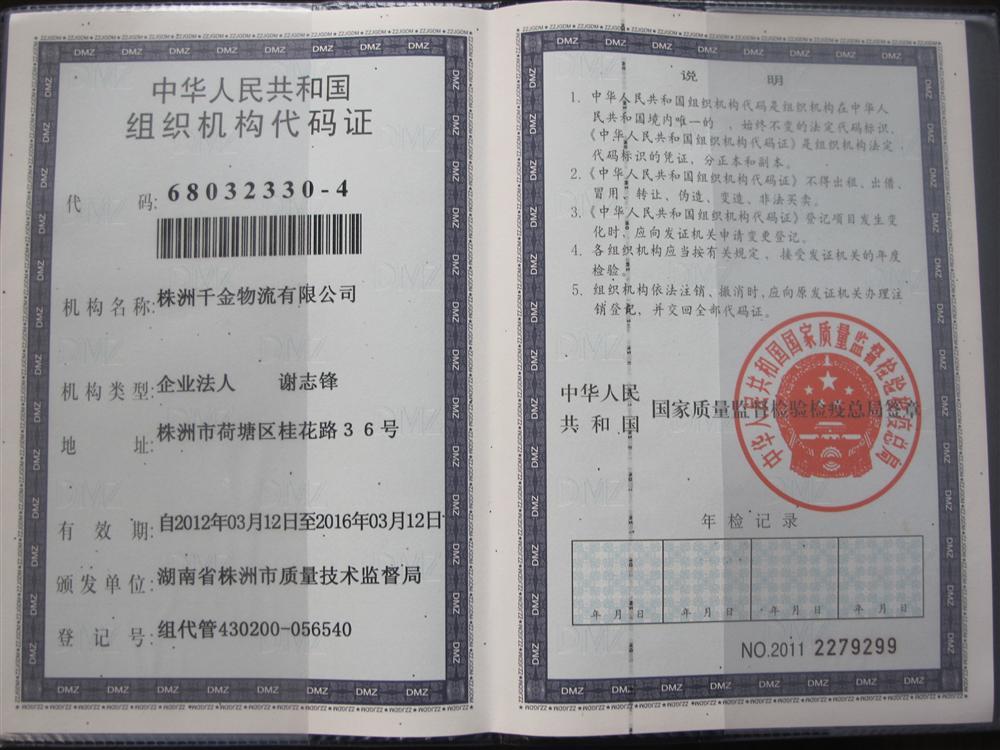 中华人民共和国
组织机构代码证
代 码: 68032330-4
机构名称: 株洲千金物流有限公司
机构类型: 企业法人 谢志锋
地 址: 株洲市荷塘区桂花路36号
有 效 期: 自2012年03月12日至2016年03月12日
颁发单位: 湖南省株洲市质量技术监督局
登 记 号: 组代管430200-056540
说 明
1. 中华人民共和国组织机构代码是组织机构在中华人
民共和国境内唯一的、始终不变的法定代码标识,
《中华人民共和国组织机构代码证》是组织机构法定
代码标识的凭证,分正本和副本。
2.《中华人民共和国组织机构代码证》不得出租、出借、
冒用、转让、伪造、变造、非法买卖。
3.《中华人民共和国组织机构代码证》登记项目发生变
化时,应向发证机关申请变更登记。
4. 各组织机构应当按有关规定,接受发证机关的年度
检验。
5. 组织机构依法注销、撤消时,应向原发证机关办理注
销登记,并交回全部代码证。
中华人民
共 和 国 国家质量监督检验检疫总局签章
中华人民共和国国家质量监督检验检疫总局
年检记录
年 月 日 年 月 日 年 月 日 年 月 日
NO.2011 2279299